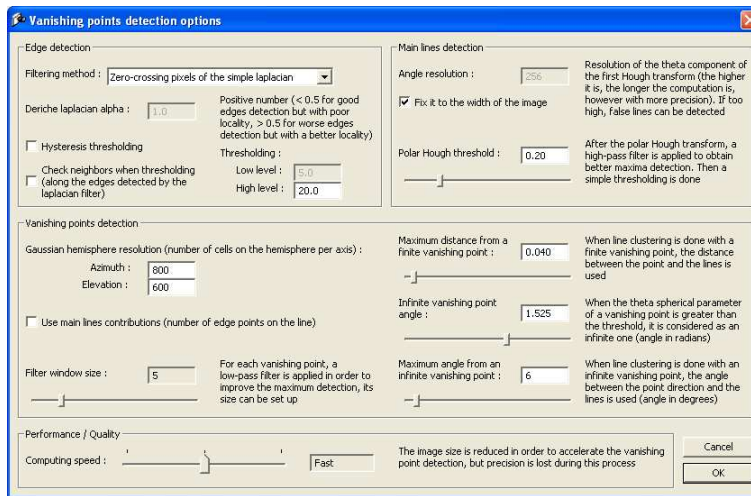 Vanishing points detection options
Edge detection
Filtering method : Zero-crossing pixels of the simple laplacian
Deriche laplacian alpha : 1.0
Positive number (< 0.5 for good
edges detection but with poor
locality, > 0.5 for worse edges
detection but with a better locality)
Hysteresis thresholding
Check neighbors when thresholding
(along the edges detected by the
laplacian filter)
Thresholding :
Low level : 5.0
High level : 20.0
Main lines detection
Angle resolution : 256
Fix it to the width of the image
Resolution of the theta component of
the first Hough transform (the higher
it is, the longer the computation is,
however with more precision). If too
high, false lines can be detected
Polar Hough threshold : 0.20
After the polar Hough transform, a
high-pass filter is applied to obtain
better maxima detection. Then a
simple thresholding is done
Vanishing points detection
Gaussian hemisphere resolution (number of cells on the hemisphere per axis) :
Azimuth : 800
Elevation : 600
Use main lines contributions (number of edge points on the line)
Filter window size : 5
For each vanishing point, a
low-pass filter is applied in order to
improve the maximum detection, its
size can be set up
Maximum distance from a
finite vanishing point : 0.040
When line clustering is done with a
finite vanishing point, the distance
between the point and the lines is
used
Infinite vanishing point
angle : 1.525
When the theta spherical parameter
of a vanishing point is greater than
the threshold, it is considered as an
infinite one (angle in radians)
Maximum angle from an
infinite vanishing point : 6
When line clustering is done with an
infinite vanishing point, the angle
between the point direction and the
lines is used (angle in degrees)
Performance / Quality
Computing speed : Fast
The image size is reduced in order to accelerate the vanishing
point detection, but precision is lost during this process
Cancel
OK